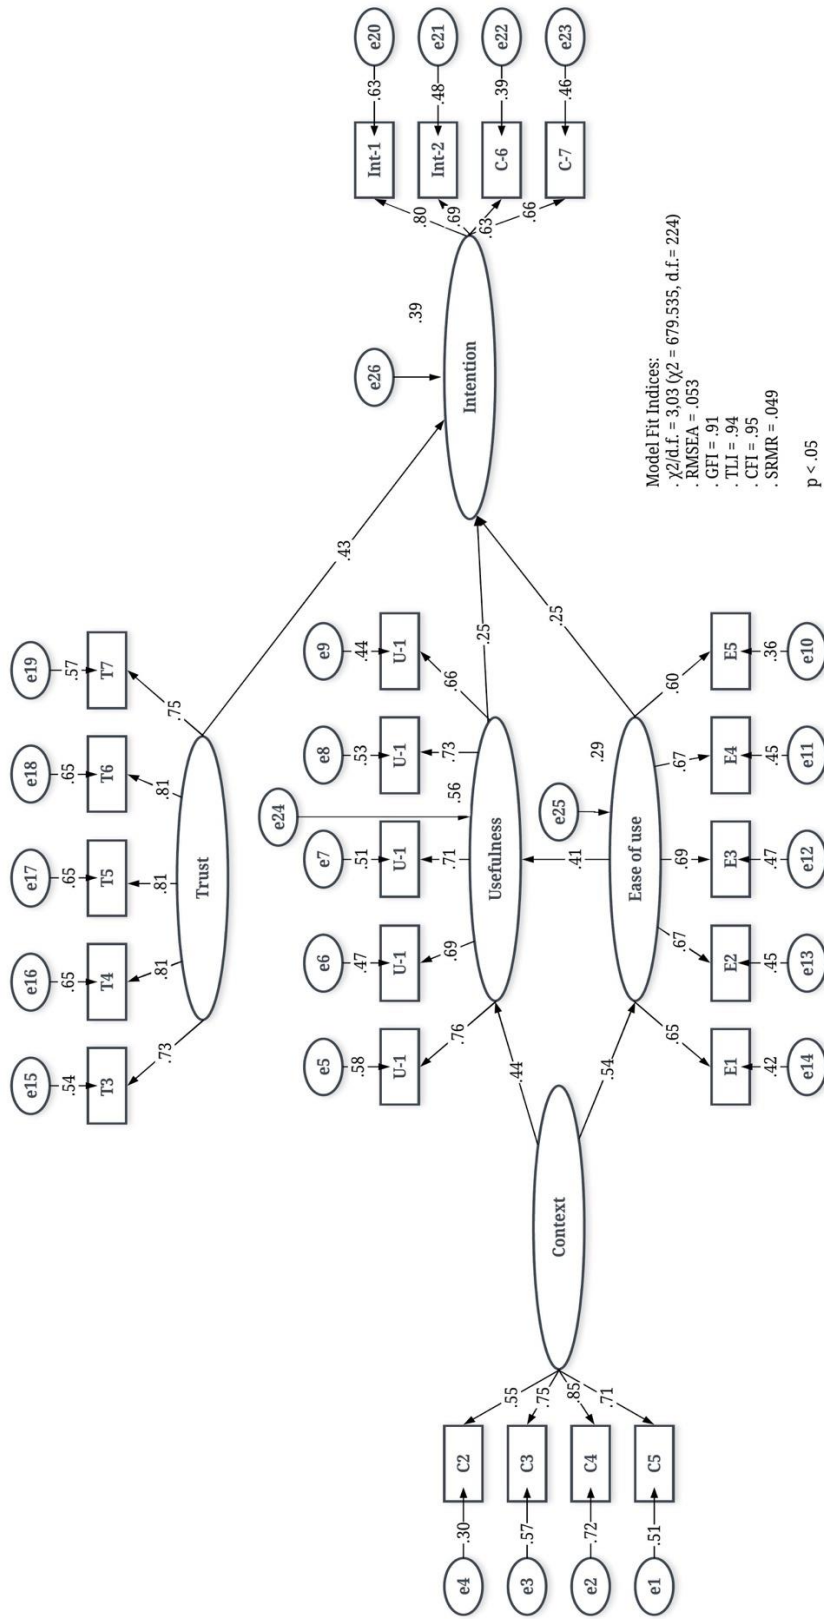 e15 e16 e17 e18 e19
.54 .65 .65 .65 .57
T3 T4 T5 T6 T7
.73 .81 .81 .81 .75
Trust
e24
e5 e6 e7 e8 e9
.43
.58 .47 .51 .53 .44
U-1 U-1 U-1 U-1 U-1
.76 .69 .71 .73 .66
.56
Usefulness
.25
e26
.39
Intention
.80 Int-1 .63 e20
.69 Int-2 .48 e21
.63 C-6 .39 e22
.66 C-7 .46 e23
e4 .30 C2 .55
e3 .57 C3 .75
e2 .72 C4 .85
e1 .51 C5 .71
Context
.44
.54
.41
e25
.29
.25
Ease of use
.65 .67 .69 .67 .60
E1 E2 E3 E4 E5
.42 .45 .47 .45 .36
e14 e13 e12 e11 e10
Model Fit Indices:
. χ2/d.f. = 3,03 (χ2 = 679.535, d.f.= 224)
. RMSEA = .053
. GFI = .91
. TLI = .94
. CFI = .95
. SRMR = .049
p < .05